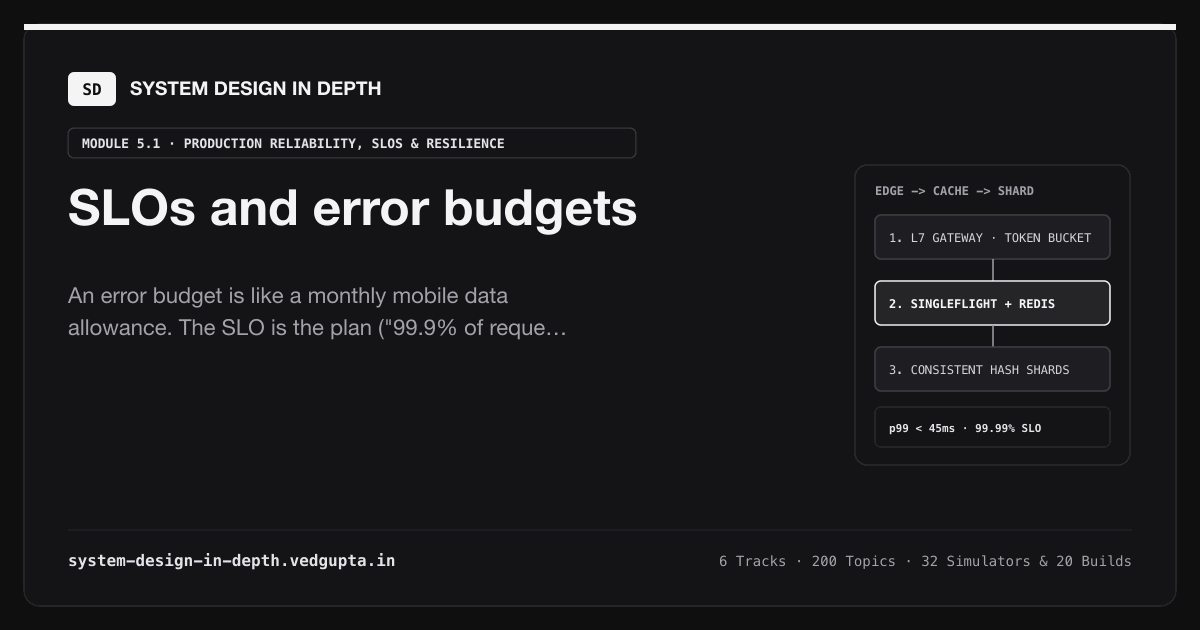 SD
SYSTEM DESIGN IN DEPTH
MODULE 5.1 · PRODUCTION RELIABILITY, SLOS & RESILIENCE
SLOs and error budgets
An error budget is like a monthly mobile data
allowance. The SLO is the plan ("99.9% of reque…
EDGE —> CACHE —> SHARD
1. L7 GATEWAY · TOKEN BUCKET
2. SINGLEFLIGHT + REDIS
3. CONSISTENT HASH SHARDS
p99 < 45ms · 99.99% SLO
system-design-in-depth.vedgupta.in
6 Tracks · 200 Topics · 32 Simulators & 20 Builds